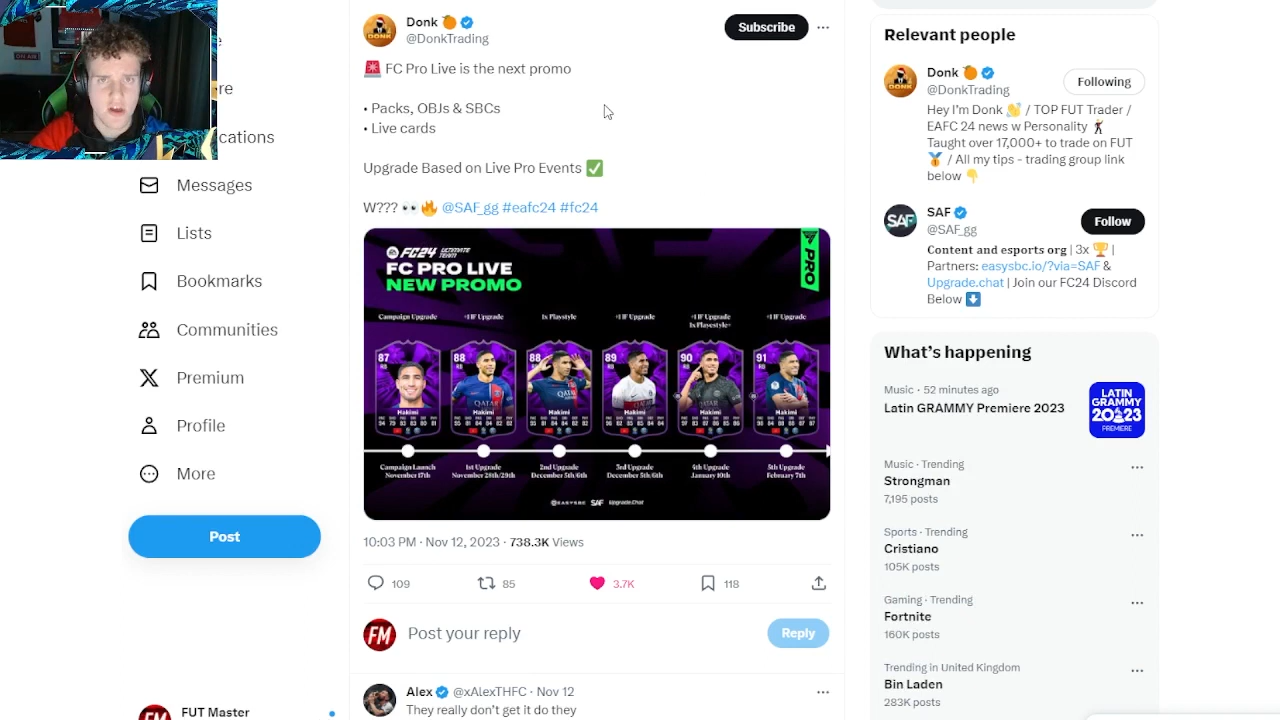 re
cations
Messages
Lists
Bookmarks
Communities
Premium
Profile
More
Post
FUT Master
Donk
@DonkTrading
Subscribe
FC Pro Live is the next promo
• Packs, OBJs & SBCs
• Live cards
Upgrade Based on Live Pro Events
W??? @SAF_gg #eafc24 #fc24
FC24 ULTIMATE TEAM
FC PRO LIVE
NEW PROMO
PRO
Campaign Upgrade
+1 IF Upgrade
1x Playstyle
+1 IF Upgrade
+1 IF Upgrade
1x Playestyle+
+1 IF Upgrade
87
RB
Hakimi
88
RB
Hakimi
88
RB
Hakimi
89
RB
Hakimi
90
RB
Hakimi
91
RB
Hakimi
Campaign Launch
November 17th
1st Upgrade
November 28th/29th
2nd Upgrade
December 5th/6th
3rd Upgrade
December 5th/6th
4th Upgrade
January 10th
5th Upgrade
February 7th
EASYSBC SAF Upgrade.Chat
10:03 PM · Nov 12, 2023 · 738.3K Views
109
85
3.7K
118
FM
Post your reply
Reply
Alex @xAlexTHFC · Nov 12
They really don't get it do they
Relevant people
Donk
@DonkTrading
Following
Hey I'm Donk / TOP FUT Trader /
EAFC 24 news w Personality
Taught over 17,000+ to trade on FUT
/ All my tips - trading group link
below
SAF
@SAF_gg
Follow
Content and esports org | 3x |
Partners: easysbc.io/?via=SAF &
Upgrade.chat | Join our FC24 Discord
Below
What's happening
Music · 52 minutes ago
Latin GRAMMY Premiere 2023
LATIN
GRAMMY
2023
PREMIERE
Music · Trending
Strongman
7,195 posts
Sports · Trending
Cristiano
105K posts
Gaming · Trending
Fortnite
160K posts
Trending in United Kingdom
Bin Laden
283K posts